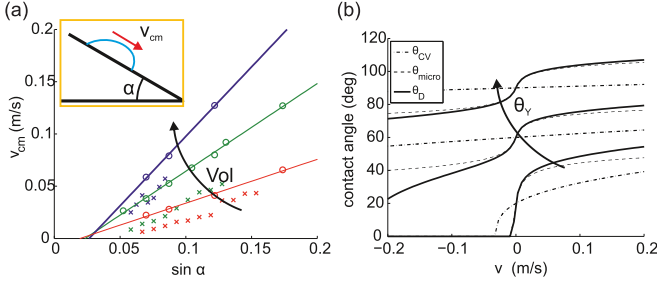 (a)
0.2
0.15
0.1
0.05
0
v_cm (m/s)
v_cm
α
Vol
0 0.05 0.1 0.15 0.2
sin α
(b)
120
100
80
60
40
20
0
contact angle (deg)
θ_CV
θ_micro
θ_D
θ_Y
−0.2 −0.1 0 0.1 0.2
v (m/s)